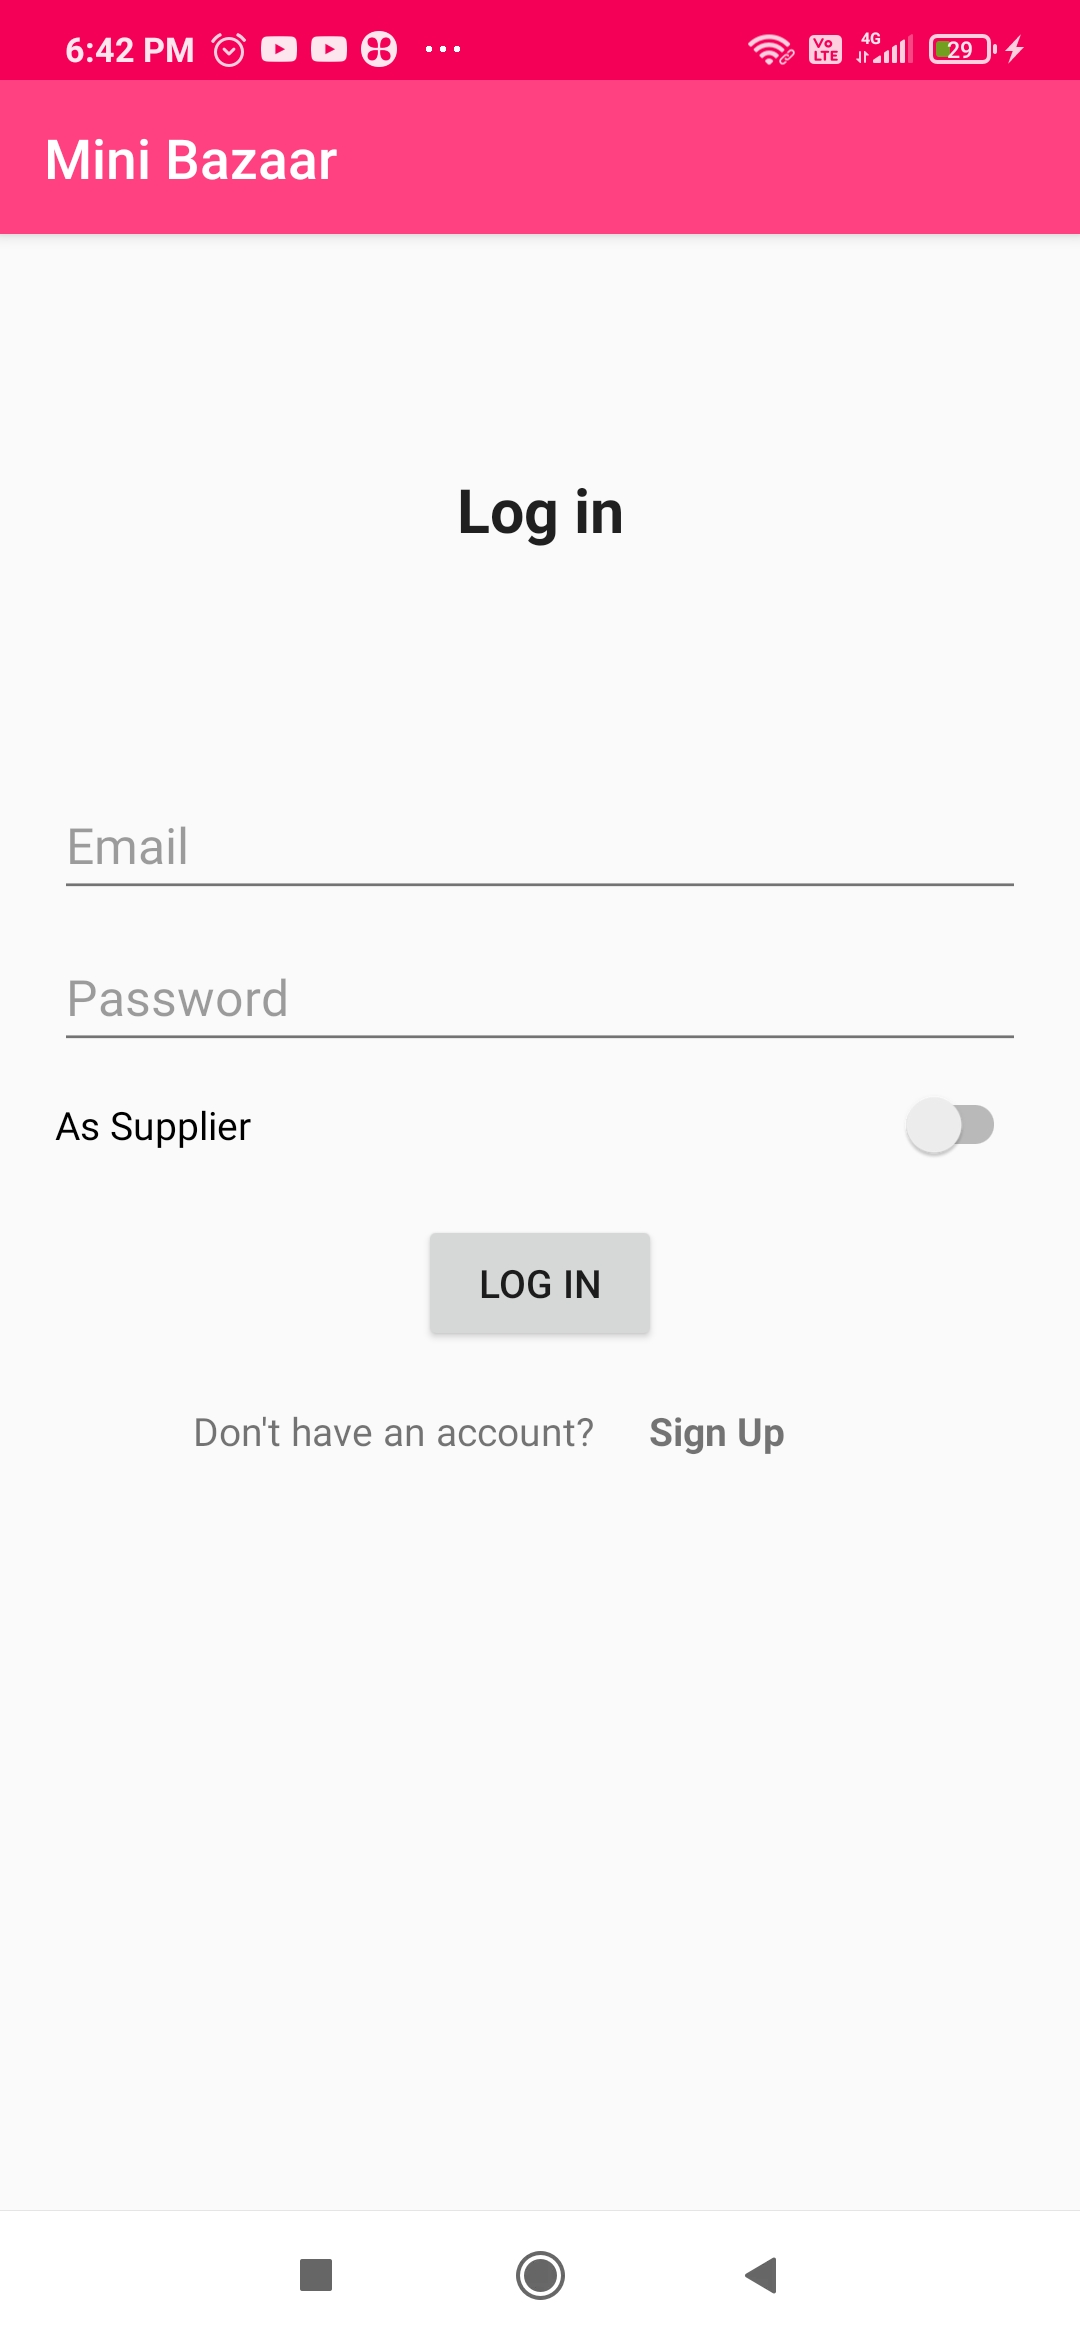 6:42 PM
Vo
LTE
4G
29
Mini Bazaar
Log in
Email
Password
As Supplier
LOG IN
Don't have an account? Sign Up